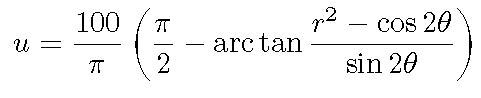 u = \frac{100}{\pi} \left( \frac{\pi}{2} - \arctan \frac{r^2 - \cos 2\theta}{\sin 2\theta} \right)